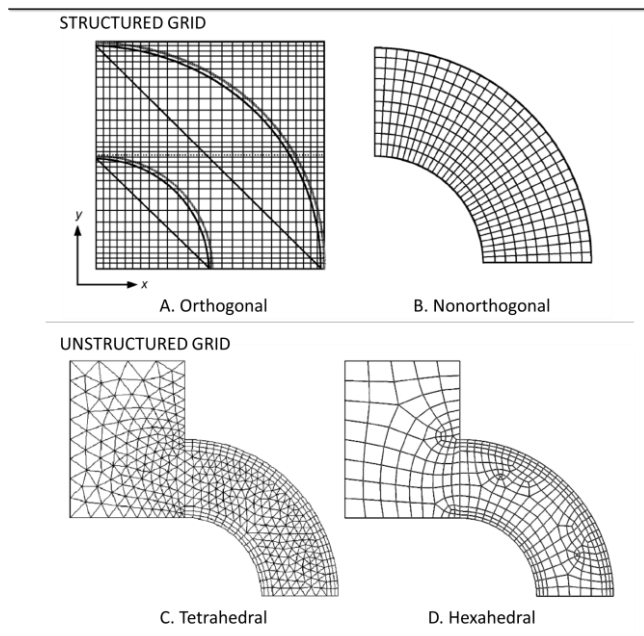 STRUCTURED GRID
y
x
A. Orthogonal
B. Nonorthogonal
UNSTRUCTURED GRID
C. Tetrahedral
D. Hexahedral